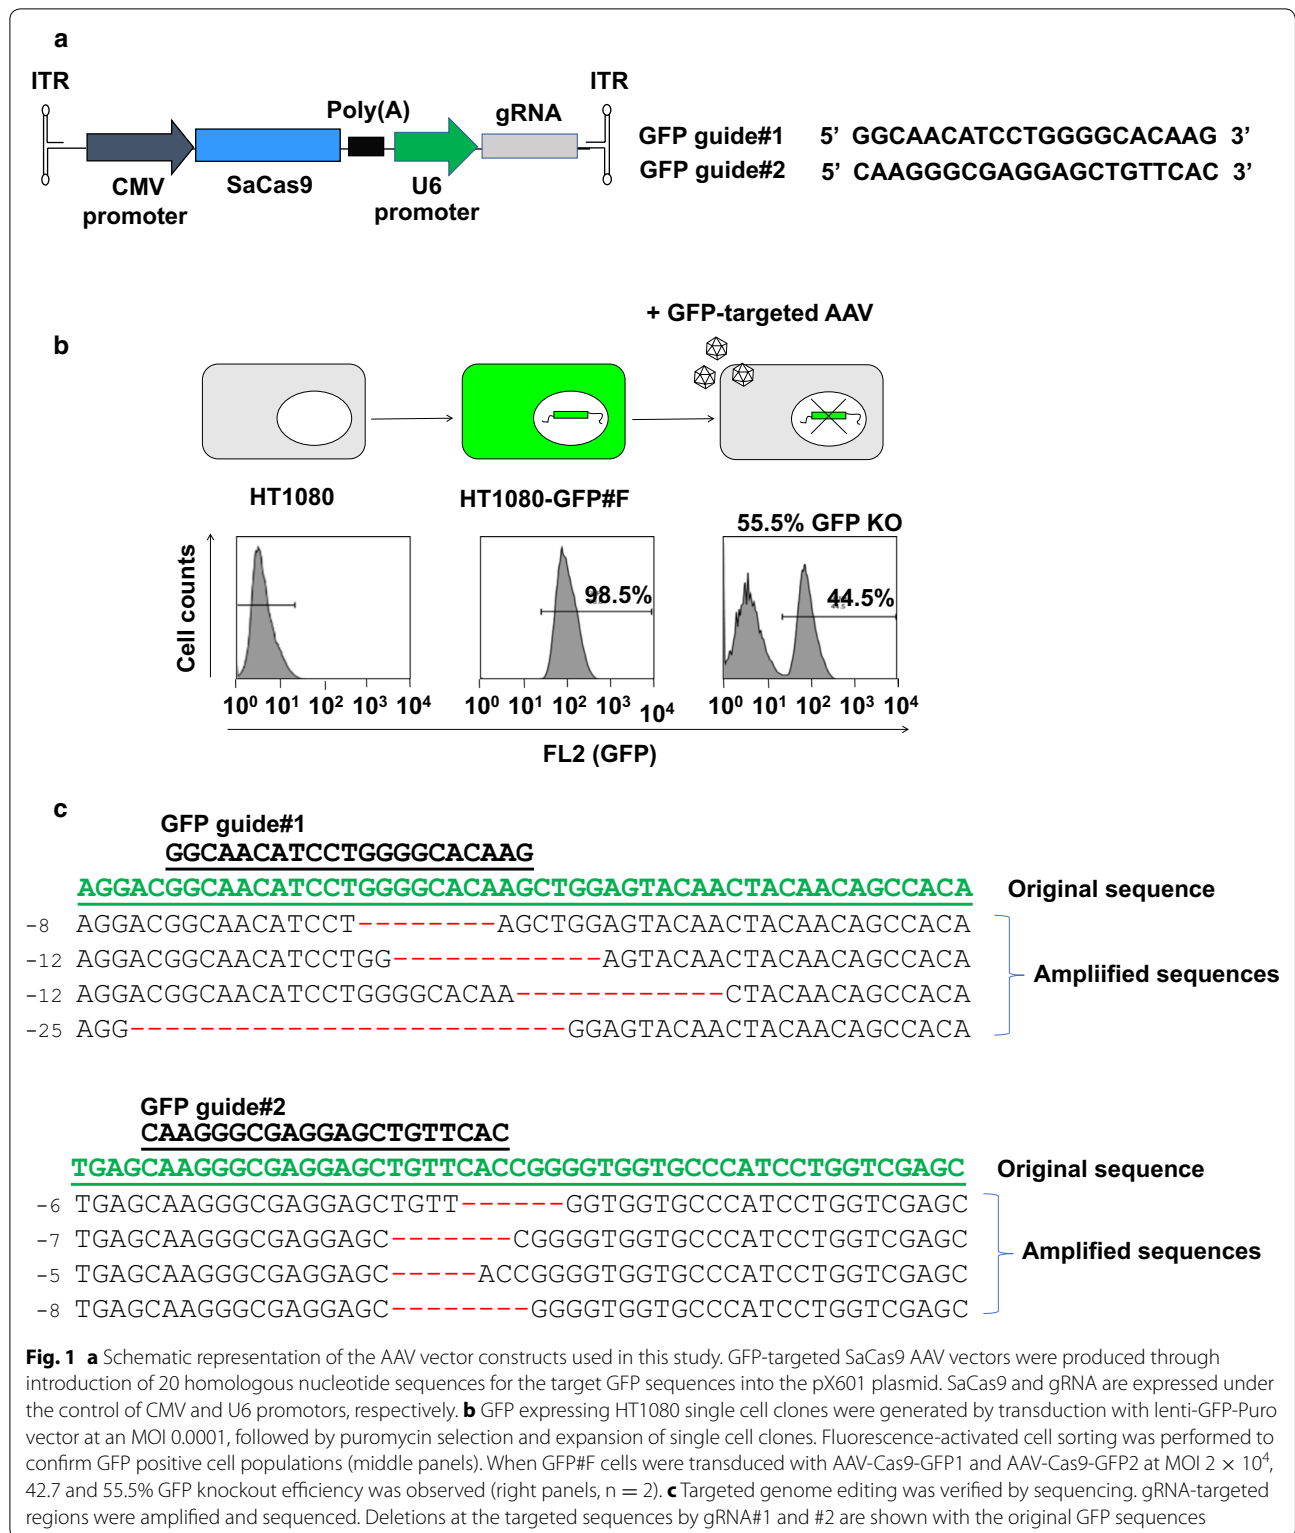 a
ITR
ITR
Poly(A)
gRNA
CMV
promoter
SaCas9
U6
promoter
GFP guide#1 5’ GGCAACATCCTGGGGCACAAG 3’
GFP guide#2 5’ CAAGGGCGAGGAGCTGTTCAC 3’
b
+ GFP-targeted AAV
HT1080
HT1080-GFP#F
55.5% GFP KO
Cell counts
98.5%
44.5%
10⁰ 10¹ 10² 10³ 10⁴
10⁰ 10¹ 10² 10³ 10⁴
10⁰ 10¹ 10² 10³ 10⁴
FL2 (GFP)
c
GFP guide#1
GGCAACATCCTGGGGCACAAG
AGGACGGCAACATCCTGGGGCACAAGCTGGAGTACAACTACAACAGCCACA Original sequence
-8 AGGACGGCAACATCCT--------AGCTGGAGTACAACTACAACAGCCACA
-12 AGGACGGCAACATCCTGG------------AGTACAACTACAACAGCCACA
Ampliified sequences
-12 AGGACGGCAACATCCTGGGGCACAA------------CTACAACAGCCACA
-25 AGG-------------------------GGAGTACAACTACAACAGCCACA
GFP guide#2
CAAGGGCGAGGAGCTGTTCAC
TGAGCAAGGGCGAGGAGCTGTTCACCGGGGTGGTGCCCATCCTGGTCGAGC Original sequence
-6 TGAGCAAGGGCGAGGAGCTGTT------GGTGGTGCCCATCCTGGTCGAGC
-7 TGAGCAAGGGCGAGGAGC-------CGGGGTGGTGCCCATCCTGGTCGAGC
Amplified sequences
-5 TGAGCAAGGGCGAGGAGC-----ACCGGGGTGGTGCCCATCCTGGTCGAGC
-8 TGAGCAAGGGCGAGGAGC--------GGGGTGGTGCCCATCCTGGTCGAGC
Fig. 1 a Schematic representation of the AAV vector constructs used in this study. GFP-targeted SaCas9 AAV vectors were produced through
introduction of 20 homologous nucleotide sequences for the target GFP sequences into the pX601 plasmid. SaCas9 and gRNA are expressed under
the control of CMV and U6 promotors, respectively. b GFP expressing HT1080 single cell clones were generated by transduction with lenti-GFP-Puro
vector at an MOI 0.0001, followed by puromycin selection and expansion of single cell clones. Fluorescence-activated cell sorting was performed to
confirm GFP positive cell populations (middle panels). When GFP#F cells were transduced with AAV-Cas9-GFP1 and AAV-Cas9-GFP2 at MOI 2 × 10⁴,
42.7 and 55.5% GFP knockout efficiency was observed (right panels, n = 2). c Targeted genome editing was verified by sequencing. gRNA-targeted
regions were amplified and sequenced. Deletions at the targeted sequences by gRNA#1 and #2 are shown with the original GFP sequences